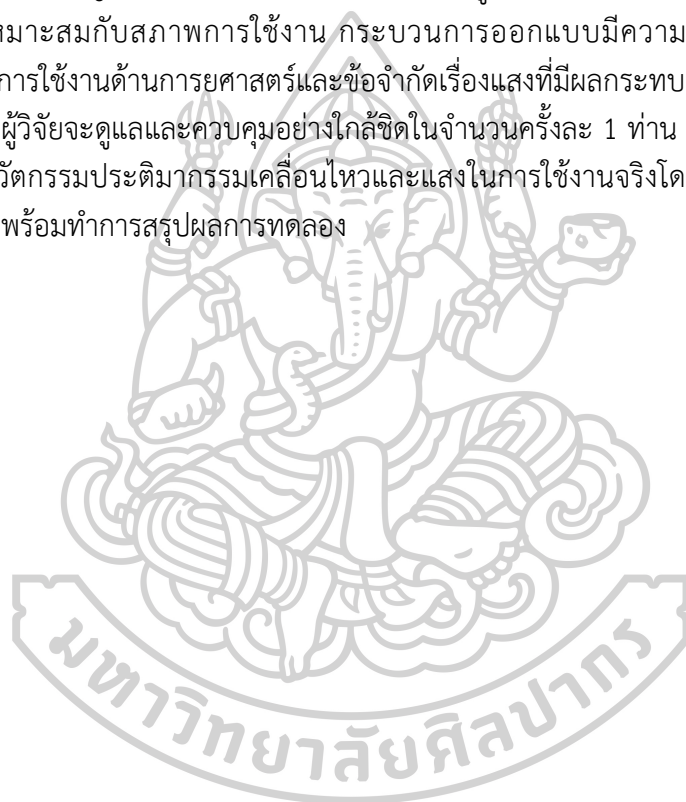 หมาะสมกับสภาพการใช้งาน กระบวนการออกแบบมีความ
การใช้งานด้านการยศาสตร์และข้อจำกัดเรื่องแสงที่มีผลกระทบ
ผู้วิจัยจะดูแลและควบคุมอย่างใกล้ชิดในจำนวนครั้งละ 1 ท่าน
วัตกรรมประติมากรรมเคลื่อนไหวและแสงในการใช้งานจริงโด
พร้อมทำการสรุปผลการทดลอง
มหาวิทยาลัยศิลปากร